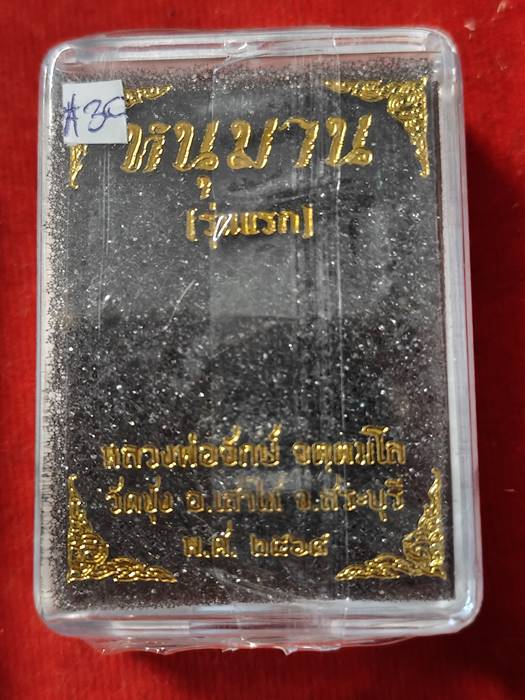 #30
หนุมาน
(รุ่นแรก)
หลวงพ่อรักษ์ จตฺตมโล
วัดยุ้ง อ.เสาไห้ จ.สระบุรี
พ.ศ. ๒๕๖๔